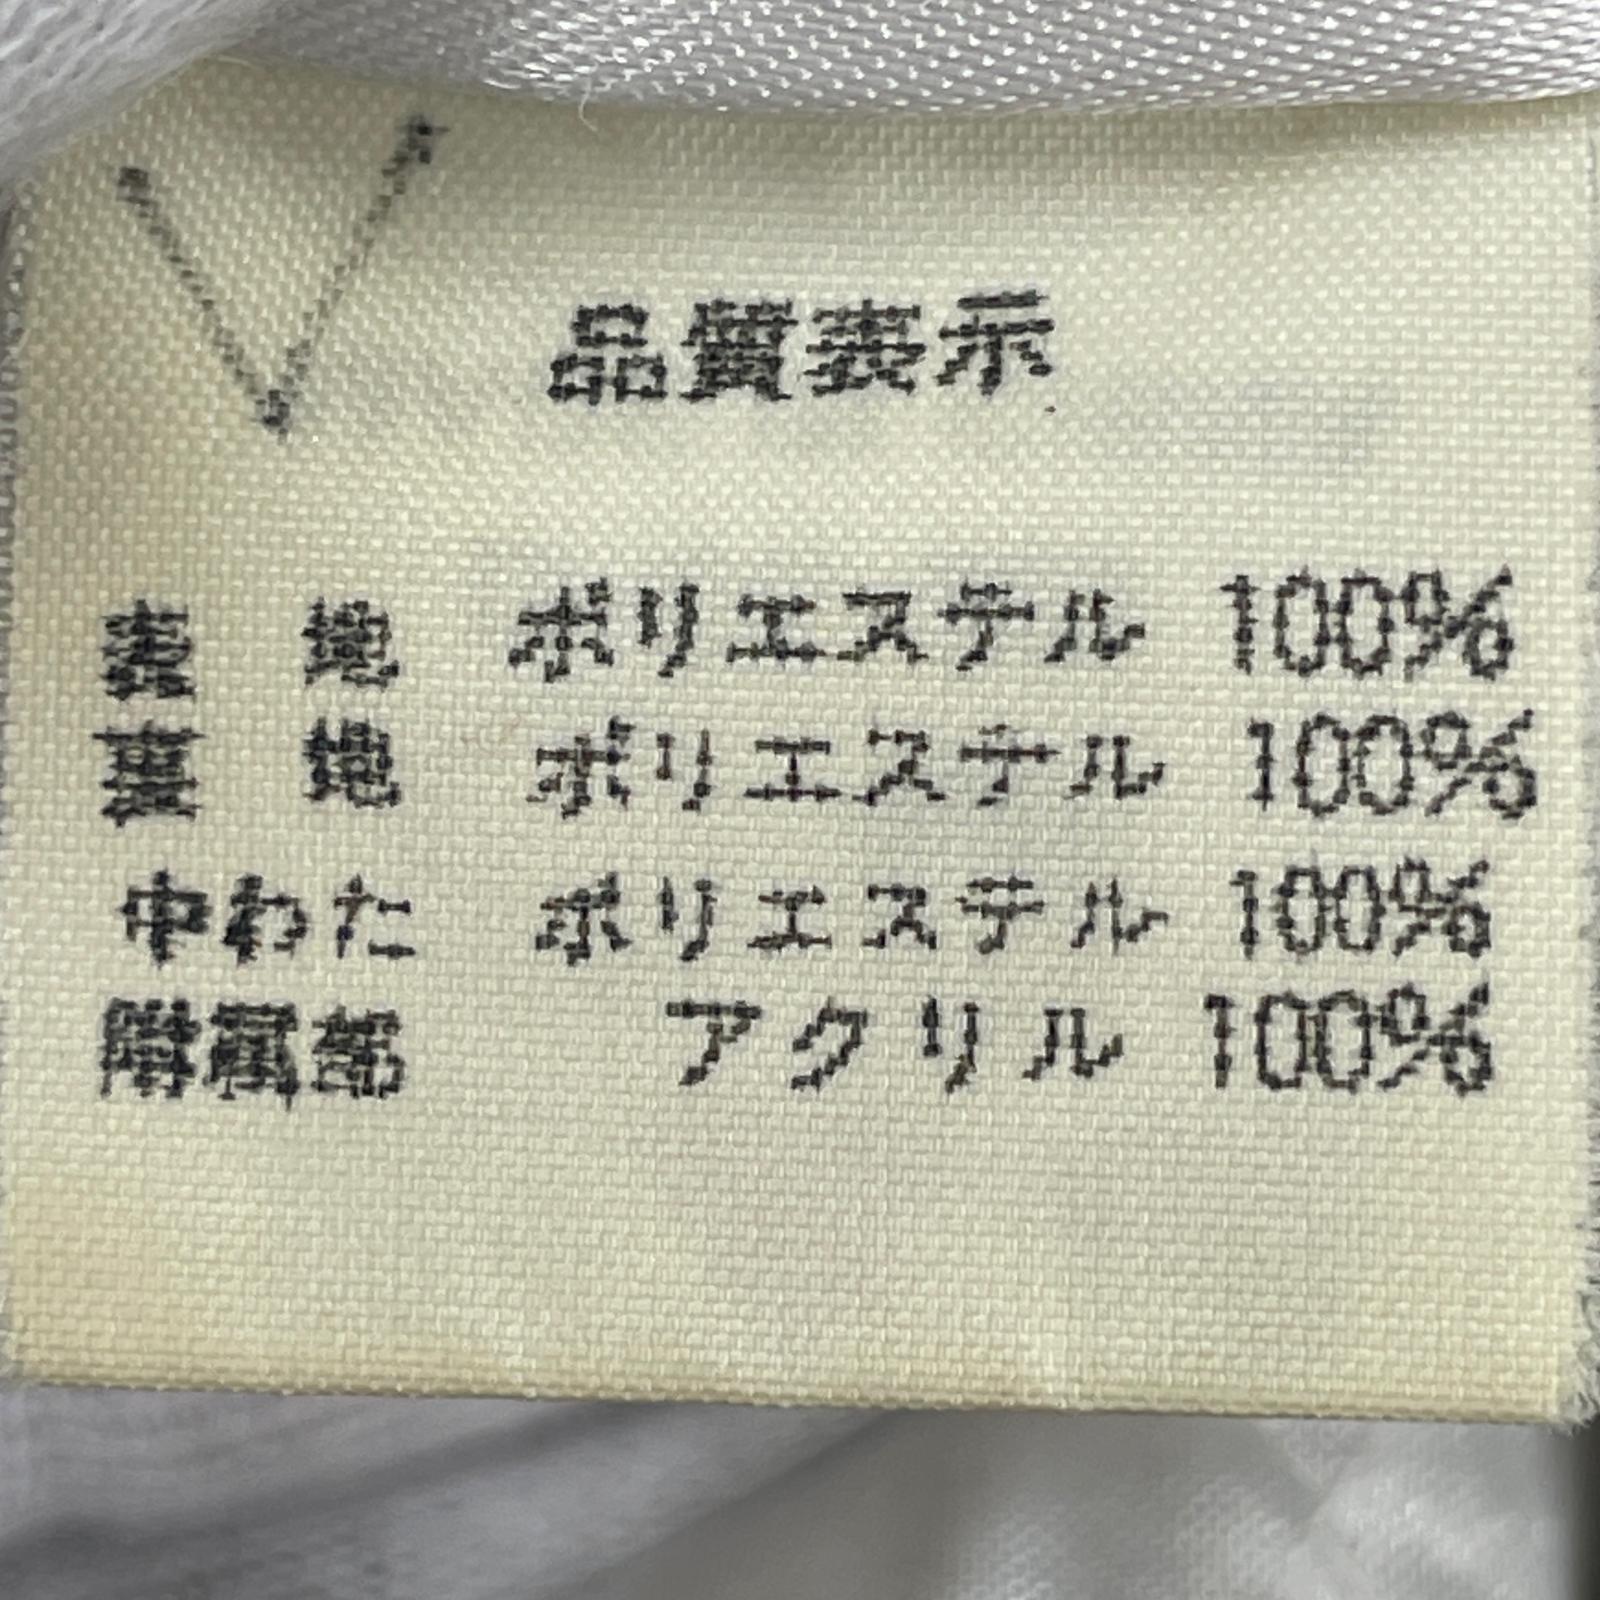 品質表示
表 地 ポリエステル 100%
裏 地 ポリエステル 100%
中わた ポリエステル 100%
附属部 アクリル 100%